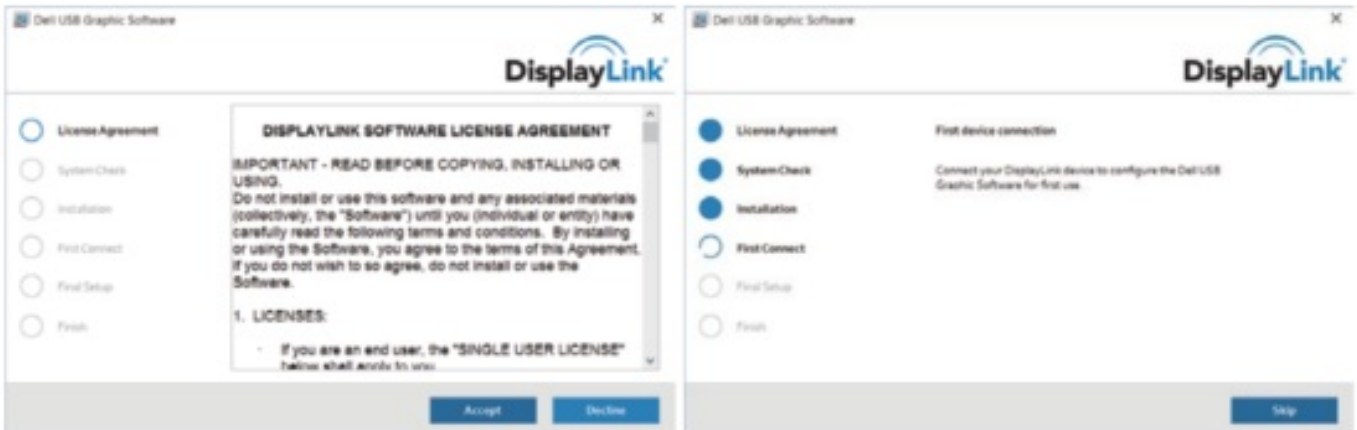 Dell USB Graphic Software
DisplayLink
License Agreement
System Check
Installation
First Connect
Final Setup
Finish
DISPLAYLINK SOFTWARE LICENSE AGREEMENT
IMPORTANT - READ BEFORE COPYING, INSTALLING OR
USING.
Do not install or use this software and any associated materials
(collectively, the "Software") until you (individual or entity) have
carefully read the following terms and conditions. By installing
or using the Software, you agree to the terms of this Agreement.
If you do not wish to so agree, do not install or use the
Software.
1. LICENSES:
· If you are an end user, the "SINGLE USER LICENSE"
below shall apply to you
Accept
Decline
Dell USB Graphic Software
DisplayLink
License Agreement
System Check
Installation
First Connect
Final Setup
Finish
First device connection
Connect your DisplayLink device to configure the Dell USB
Graphic Software for first use.
Skip